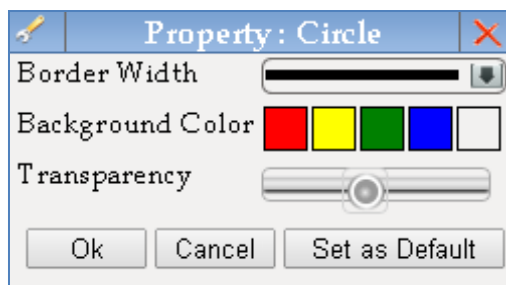 Property : Circle
Border Width
Background Color
Transparency
Ok Cancel Set as Default